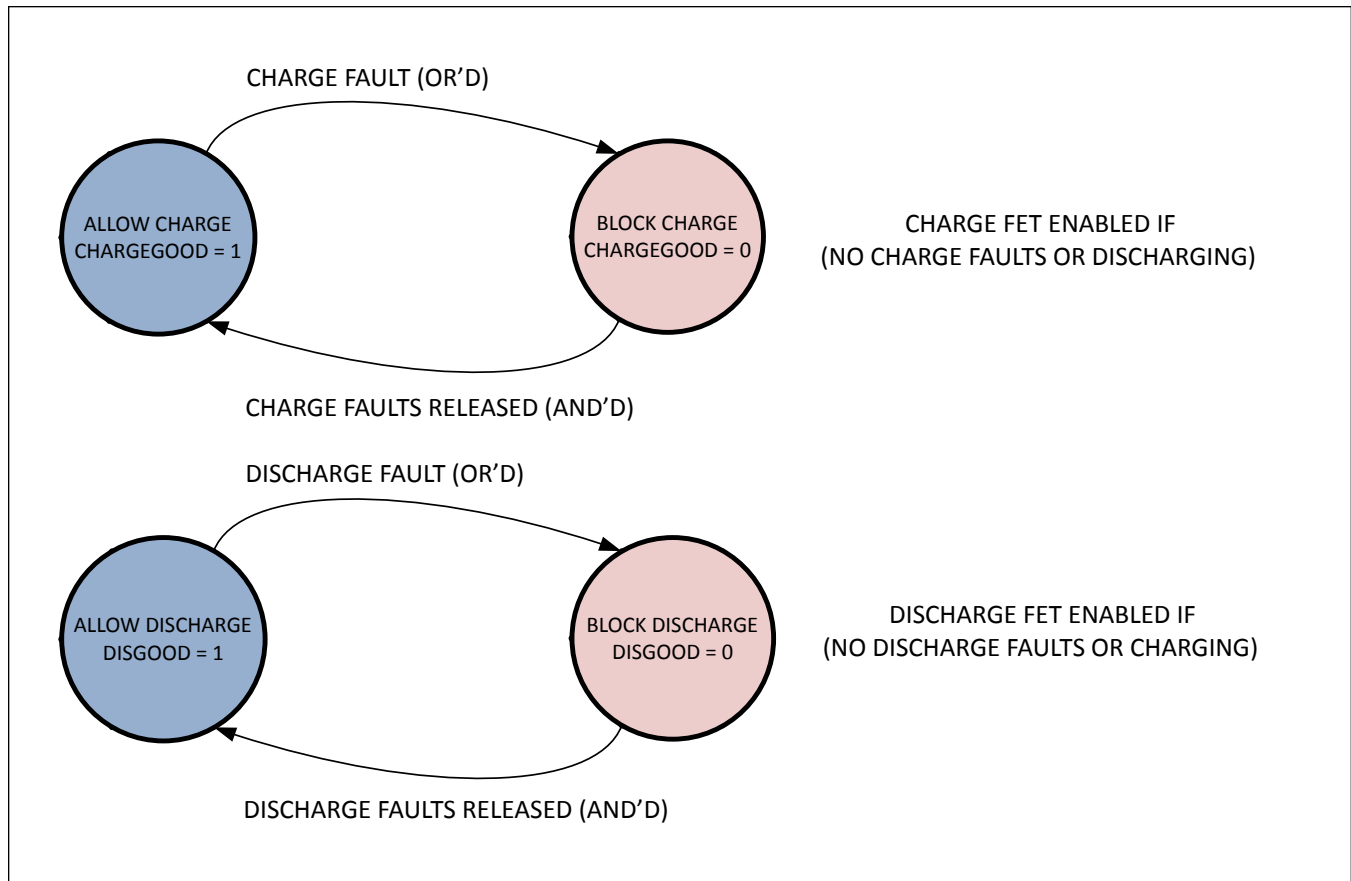 CHARGE FAULT (OR’D)
ALLOW CHARGE
CHARGEGOOD = 1
BLOCK CHARGE
CHARGEGOOD = 0
CHARGE FET ENABLED IF
(NO CHARGE FAULTS OR DISCHARGING)
CHARGE FAULTS RELEASED (AND’D)
DISCHARGE FAULT (OR’D)
ALLOW DISCHARGE
DISGOOD = 1
BLOCK DISCHARGE
DISGOOD = 0
DISCHARGE FET ENABLED IF
(NO DISCHARGE FAULTS OR CHARGING)
DISCHARGE FAULTS RELEASED (AND’D)